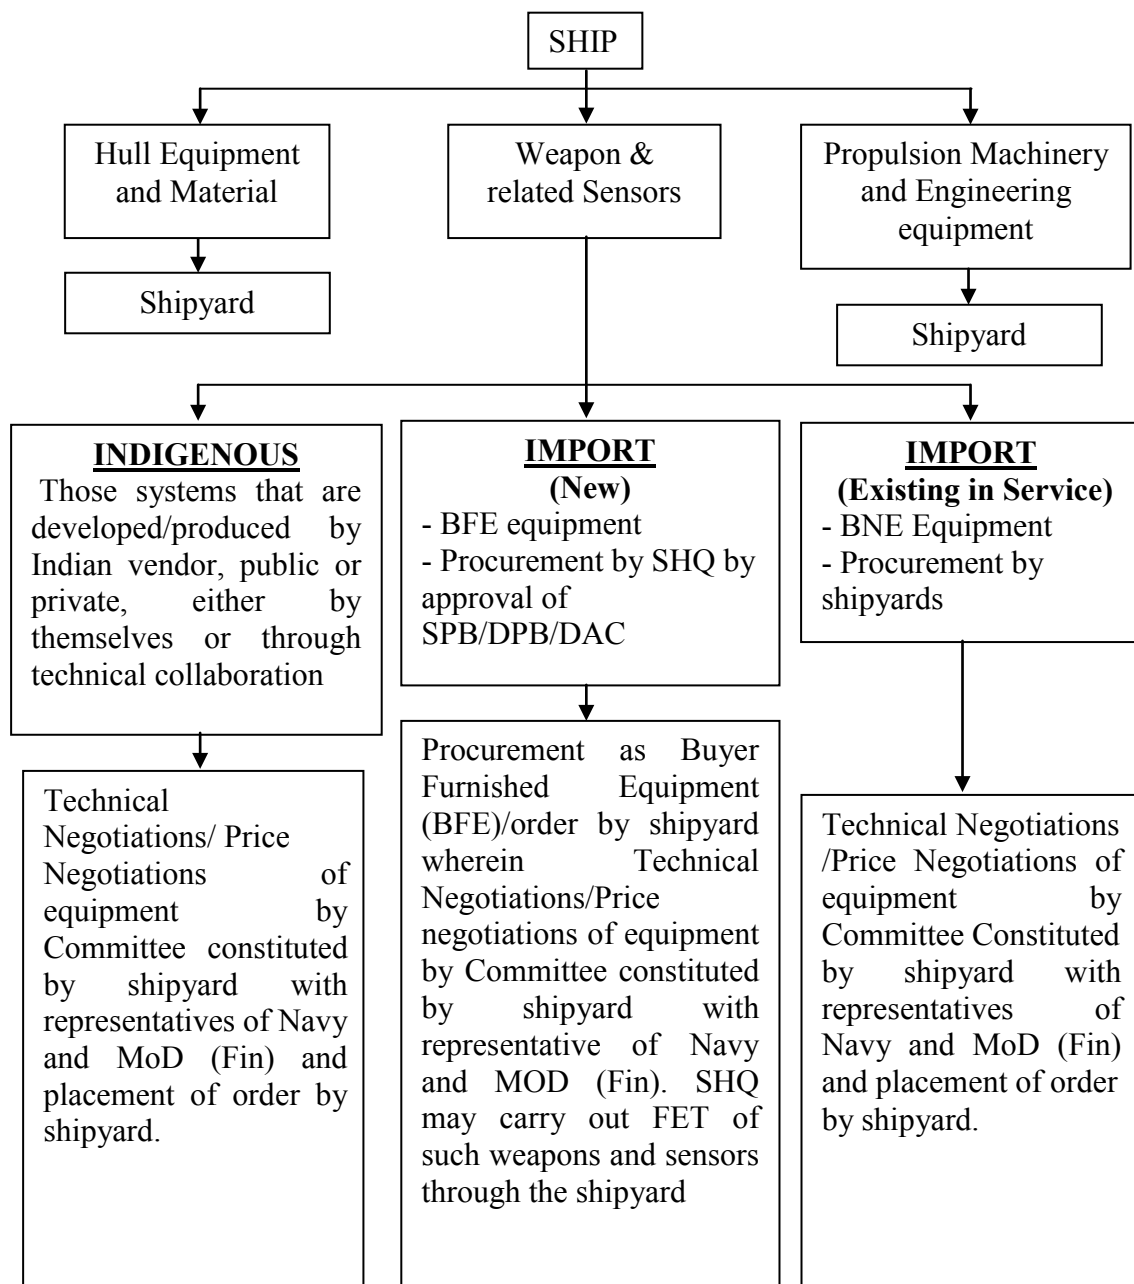 SHIP
Hull Equipment
and Material
Weapon &
related Sensors
Propulsion Machinery
and Engineering
equipment
Shipyard
Shipyard
INDIGENOUS
Those systems that are
developed/produced by
Indian vendor, public or
private, either by
themselves or through
technical collaboration
IMPORT
(New)
- BFE equipment
- Procurement by SHQ by
approval of
SPB/DPB/DAC
IMPORT
(Existing in Service)
- BNE Equipment
- Procurement by
shipyards
Technical
Negotiations/ Price
Negotiations of
equipment by
Committee constituted
by shipyard with
representatives of Navy
and MoD (Fin) and
placement of order by
shipyard.
Procurement as Buyer
Furnished Equipment
(BFE)/order by shipyard
wherein Technical
Negotiations/Price
negotiations of equipment
by Committee constituted
by shipyard with
representative of Navy
and MOD (Fin). SHQ
may carry out FET of
such weapons and sensors
through the shipyard
Technical Negotiations
/Price Negotiations of
equipment by
Committee Constituted
by shipyard with
representatives of
Navy and MoD (Fin)
and placement of order
by shipyard.